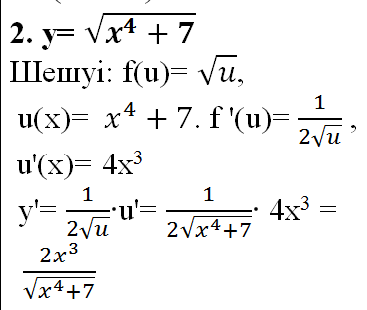 2. y= √(x⁴ + 7)
Шешуі: f(u)= √u,
u(x)= x⁴ + 7. f '(u)= 1/(2√u) ,
u'(x)= 4x³
y'= 1/(2√u) ·u'= 1/(2√(x⁴+7)) · 4x³ =
2x³/√(x⁴+7)